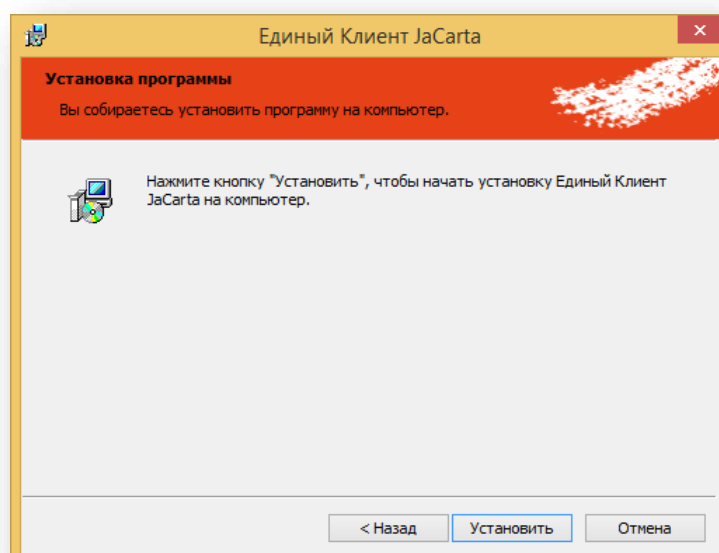 Единый Клиент JaCarta
Установка программы
Вы собираетесь установить программу на компьютер.
Нажмите кнопку "Установить", чтобы начать установку Единый Клиент
JaCarta на компьютер.
< Назад
Установить
Отмена